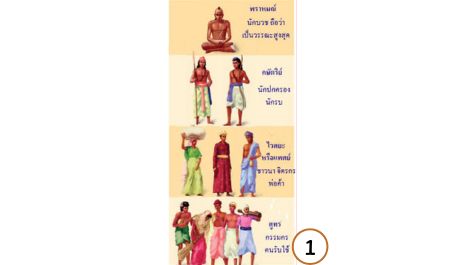 พราหมณ์
นักบวช ถือว่า
เป็นวรรณะสูงสุด
กษัตริย์
นักปกครอง
นักรบ
ไวศยะ
หรือแพศย์
ชาวนา จิตรกร
พ่อค้า
ศูทร
กรรมกร
คนรับใช้
1